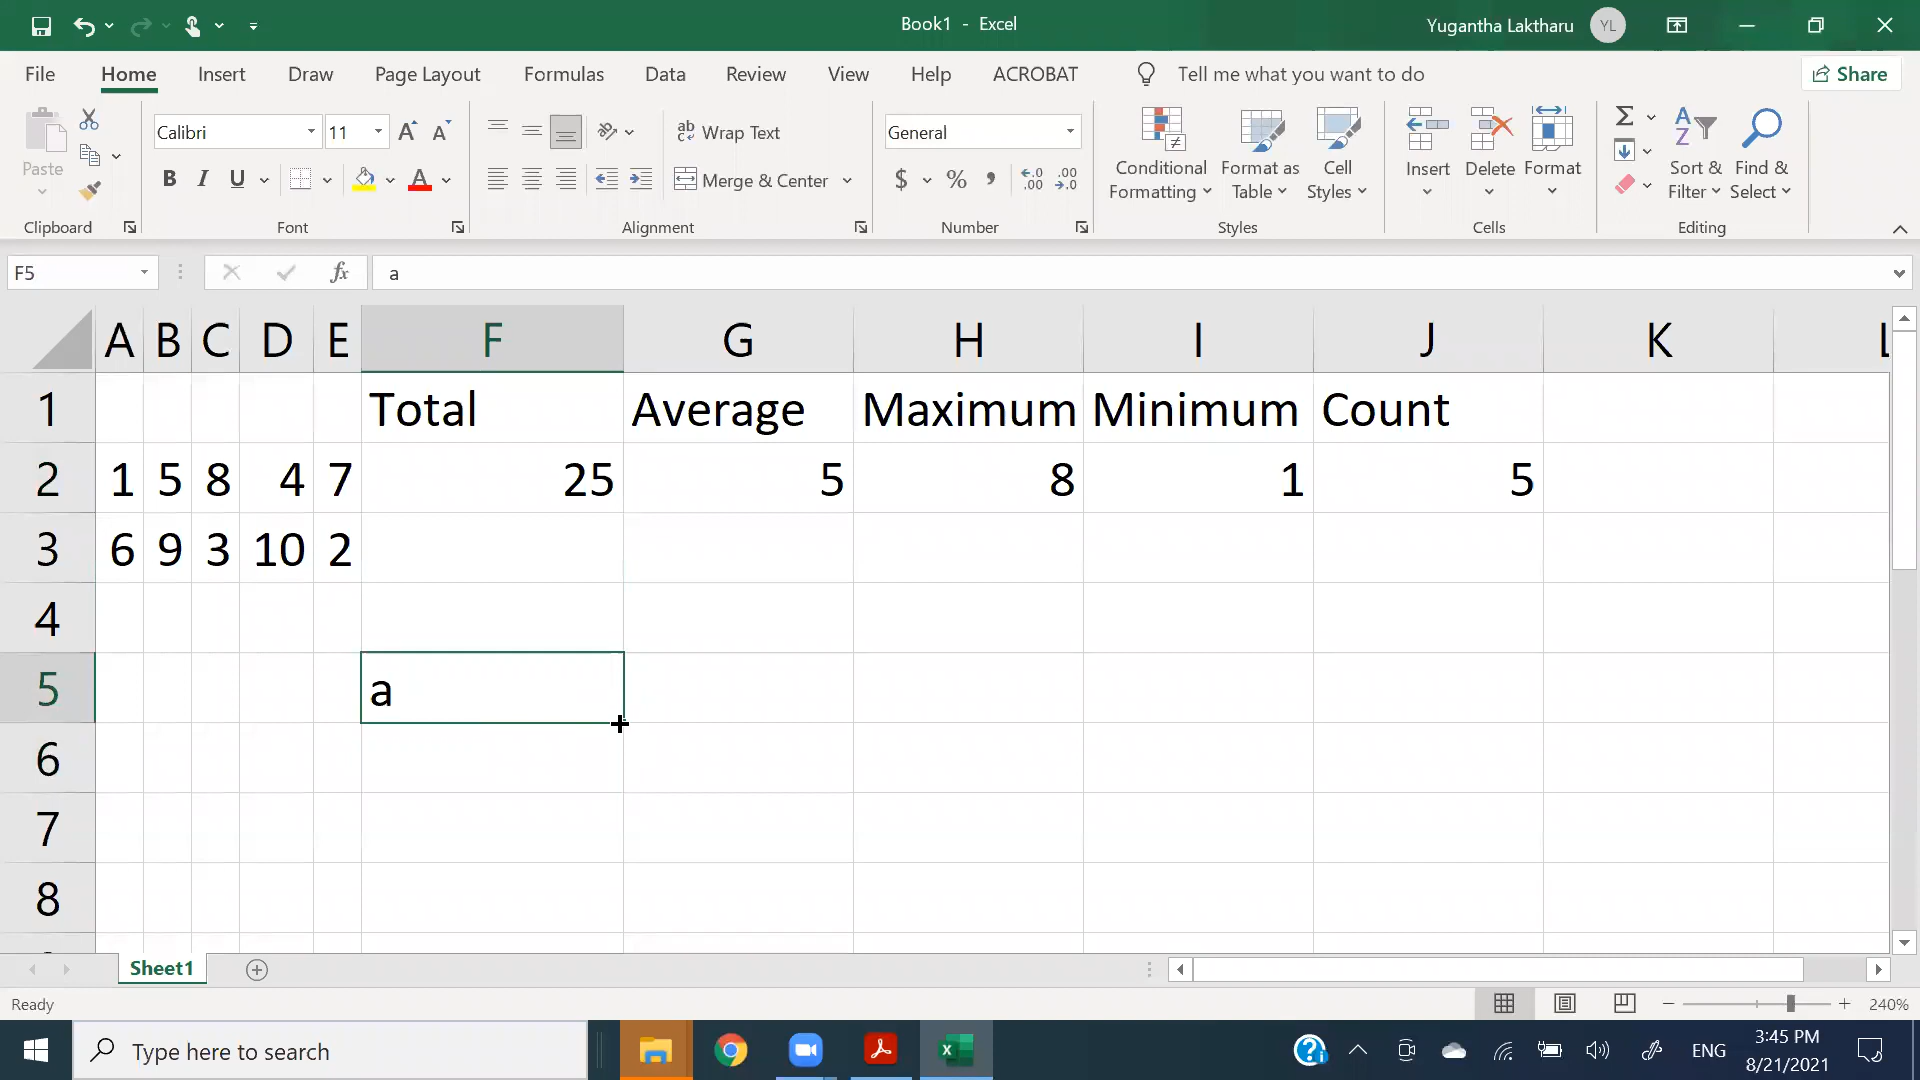 Book1 - Excel
Yugantha Laktharu YL
File Home Insert Draw Page Layout Formulas Data Review View Help ACROBAT Tell me what you want to do Share
Paste
Clipboard
Calibri 11
B I U
Font
Wrap Text
Merge & Center
Alignment
General
Number
Conditional Formatting
Format as Table
Cell Styles
Styles
Insert Delete Format
Cells
Sort & Filter
Find & Select
Editing
F5 fx a
A B C D E F G H I J K L
1 Total Average Maximum Minimum Count
2 1 5 8 4 7 25 5 8 1 5
3 6 9 3 10 2
4
5 a
6
7
8
Sheet1
Ready 240%
Type here to search
ENG
3:45 PM
8/21/2021